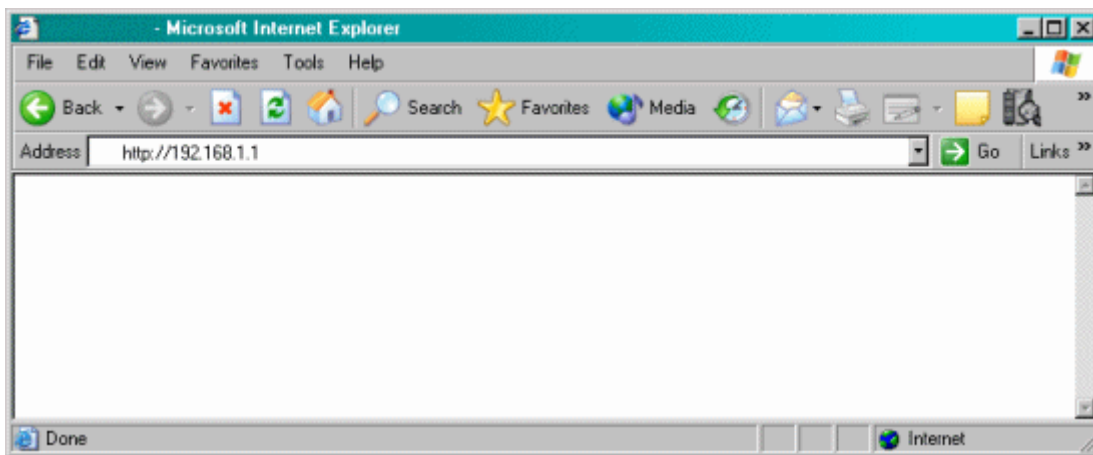 - Microsoft Internet Explorer
File Edit View Favorites Tools Help
Back Search Favorites Media »
Address http://192.168.1.1 Go Links »
Done Internet